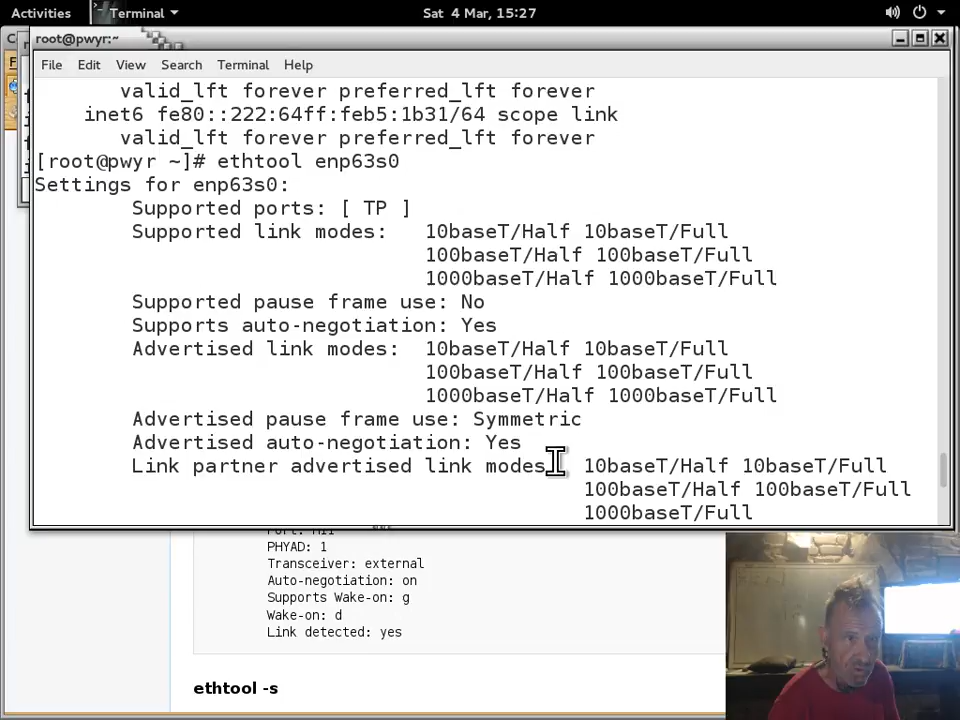 Activities Terminal Sat 4 Mar, 15:27
root@pwyr:~
File Edit View Search Terminal Help
valid_lft forever preferred_lft forever
inet6 fe80::222:64ff:feb5:1b31/64 scope link
valid_lft forever preferred_lft forever
[root@pwyr ~]# ethtool enp63s0
Settings for enp63s0:
Supported ports: [ TP ]
Supported link modes: 10baseT/Half 10baseT/Full
100baseT/Half 100baseT/Full
1000baseT/Half 1000baseT/Full
Supported pause frame use: No
Supports auto-negotiation: Yes
Advertised link modes: 10baseT/Half 10baseT/Full
100baseT/Half 100baseT/Full
1000baseT/Half 1000baseT/Full
Advertised pause frame use: Symmetric
Advertised auto-negotiation: Yes
Link partner advertised link modes 10baseT/Half 10baseT/Full
100baseT/Half 100baseT/Full
1000baseT/Full
PHYAD: 1
Transceiver: external
Auto-negotiation: on
Supports Wake-on: g
Wake-on: d
Link detected: yes
ethtool -s